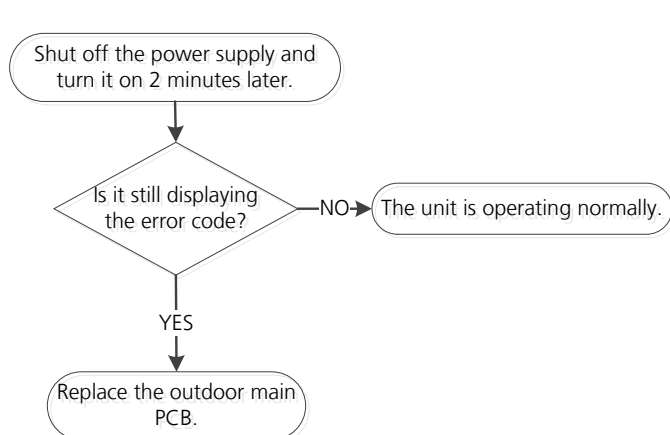 Shut off the power supply and
turn it on 2 minutes later.
Is it still displaying
the error code?
NO
The unit is operating normally.
YES
Replace the outdoor main
PCB.